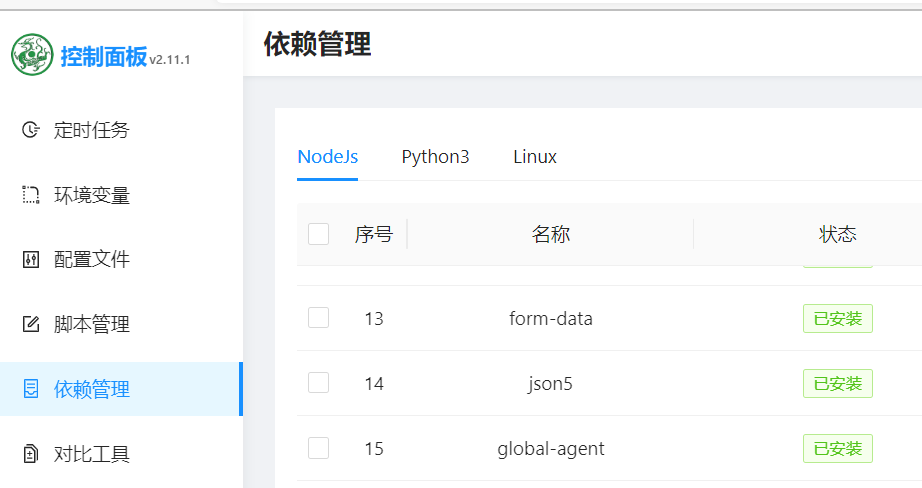 控制面板 v2.11.1
依赖管理
定时任务
环境变量
配置文件
脚本管理
依赖管理
对比工具
NodeJs Python3 Linux
序号 名称 状态
13 form-data 已安装
14 json5 已安装
15 global-agent 已安装